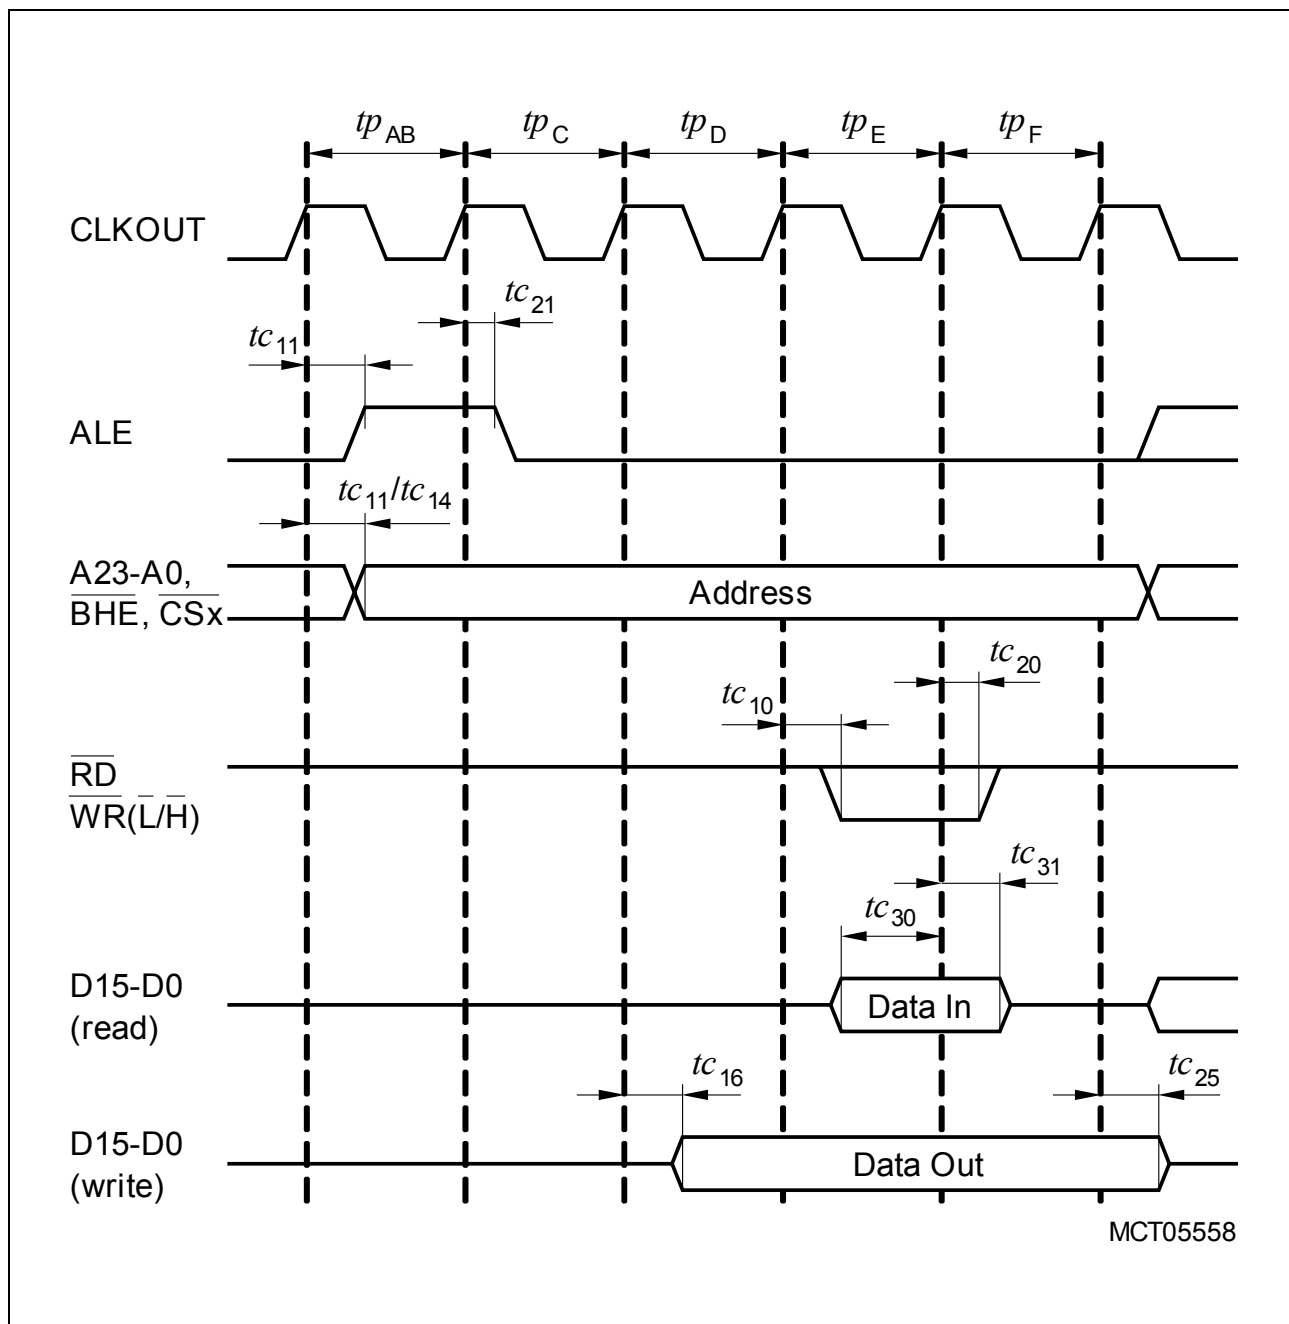 tpAB tpC tpD tpE tpF
CLKOUT
tc21
tc11
ALE
tc11/tc14
A23-A0,
BHE, CSx
Address
tc20
tc10
RD
WR(L/H)
tc31
tc30
D15-D0
(read)
Data In
tc16 tc25
D15-D0
(write)
Data Out
MCT05558